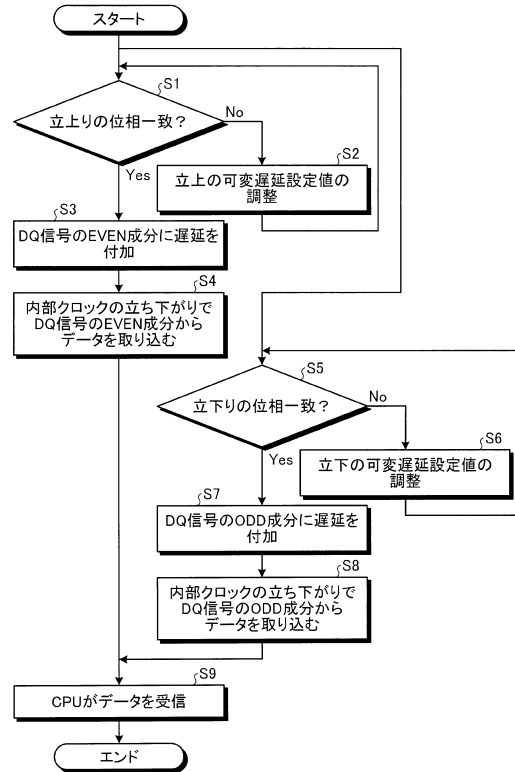 スタート
S1
立上りの位相一致？
No
Yes
S2
立上の可変遅延設定値の
調整
S3
DQ信号のEVEN成分に遅延を
付加
S4
内部クロックの立ち下がりで
DQ信号のEVEN成分から
データを取り込む
S5
立下りの位相一致？
No
Yes
S6
立下の可変遅延設定値の
調整
S7
DQ信号のODD成分に遅延を
付加
S8
内部クロックの立ち下がりで
DQ信号のODD成分から
データを取り込む
S9
CPUがデータを受信
エンド